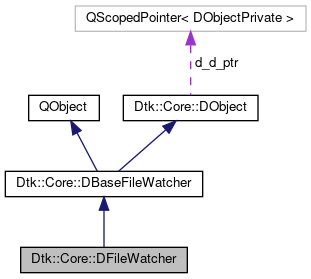 QScopedPointer< DObjectPrivate >
d_d_ptr
QObject
Dtk::Core::DObject
Dtk::Core::DBaseFileWatcher
Dtk::Core::DFileWatcher